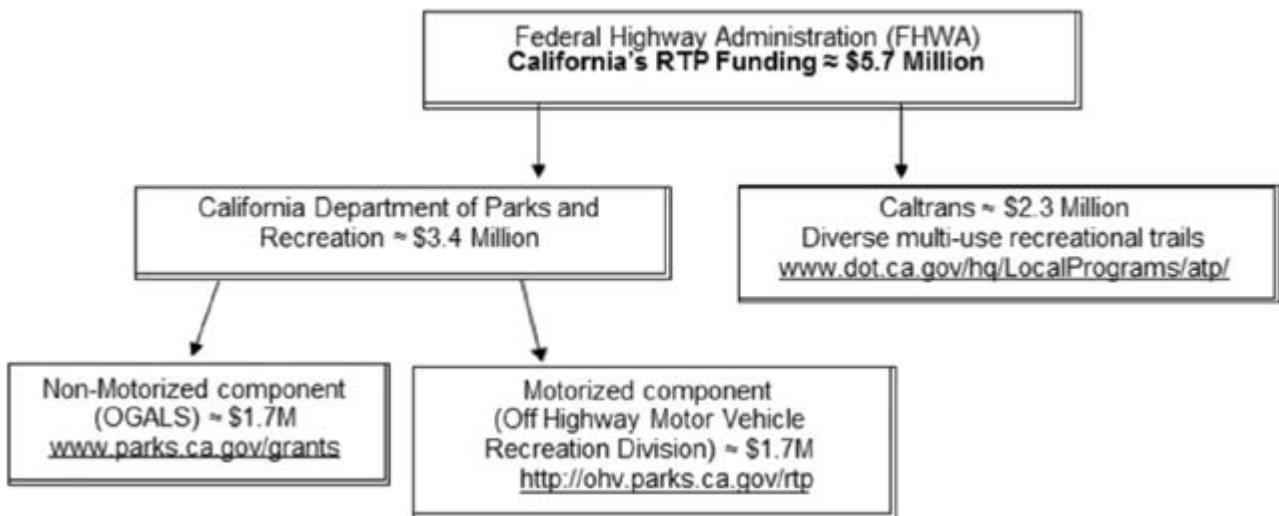 Federal Highway Administration (FHWA)
California's RTP Funding ≈ $5.7 Million
California Department of Parks and
Recreation ≈ $3.4 Million
Caltrans ≈ $2.3 Million
Diverse multi-use recreational trails
www.dot.ca.gov/hq/LocalPrograms/atp/
Non-Motorized component
(OGALS) ≈ $1.7M
www.parks.ca.gov/grants
Motorized component
(Off Highway Motor Vehicle
Recreation Division) ≈ $1.7M
http://ohv.parks.ca.gov/rtp